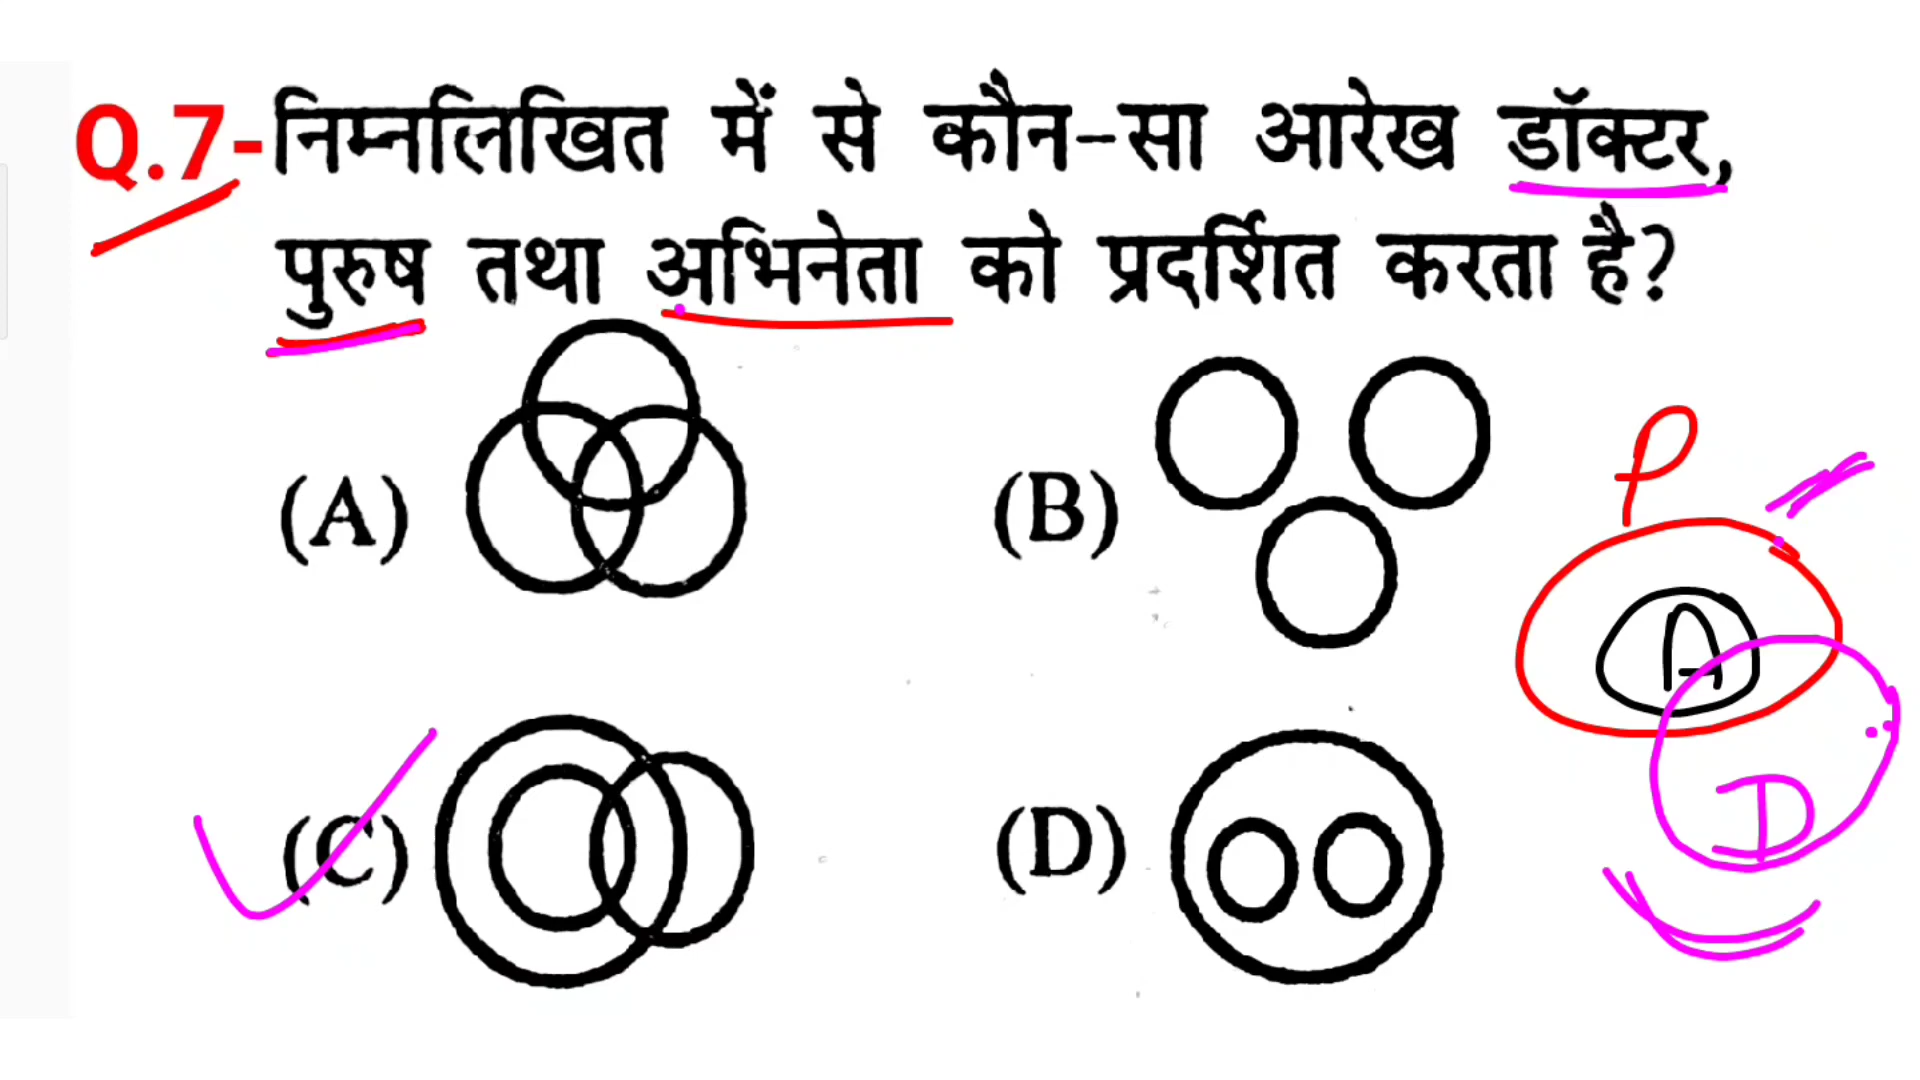 Q.7-निम्नलिखित में से कौन-सा आरेख डॉक्टर,
पुरुष तथा अभिनेता को प्रदर्शित करता है?
(A)
(B)
P
A
(C)
(D)
D